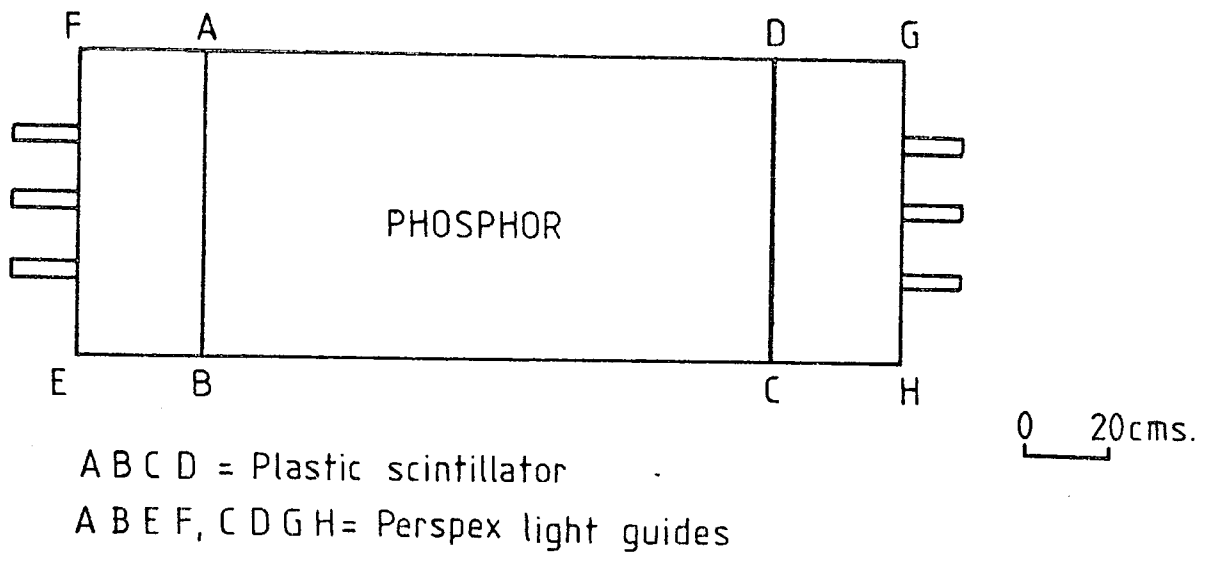 F A D G
PHOSPHOR
E B C H
0 20cms.
A B C D = Plastic scintillator
A B E F, C D G H = Perspex light guides